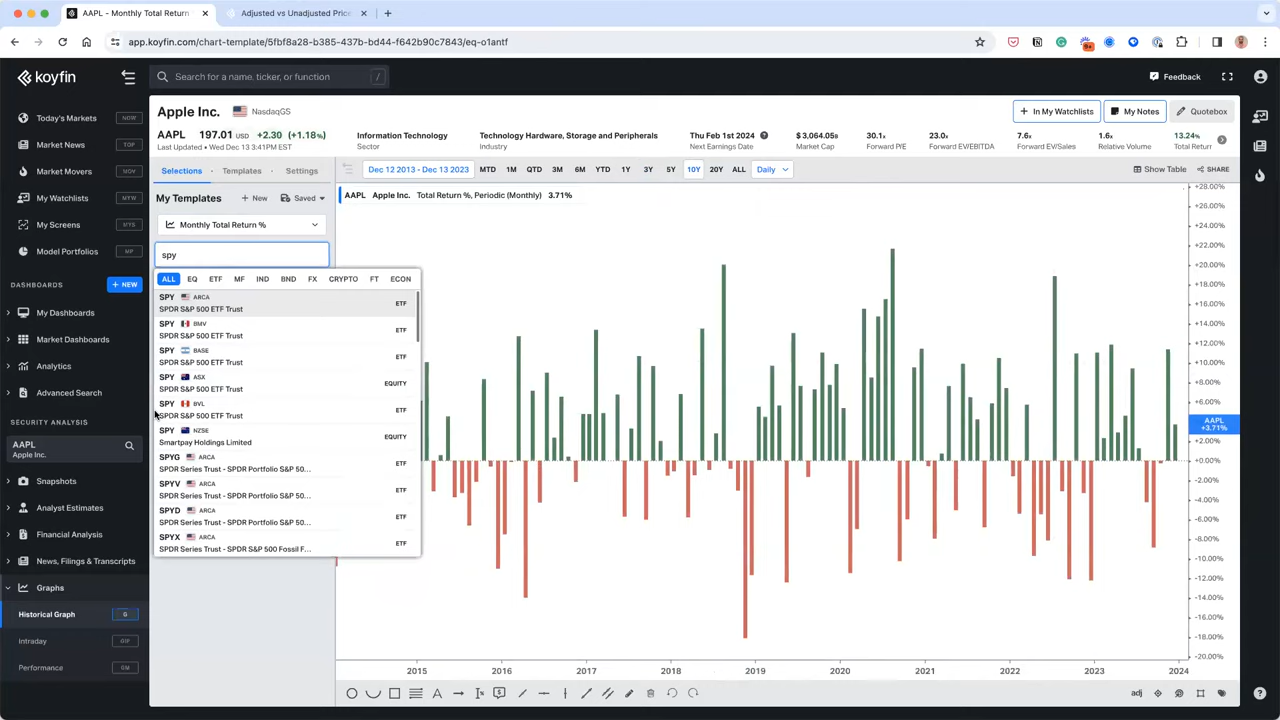 AAPL - Monthly Total Return
Adjusted vs Unadjusted Price
app.koyfin.com/chart-template/5fbf8a28-b385-437b-bd44-f642b90c7843/eq-o1antf
9+
koyfin
Search for a name, ticker, or function /
Feedback
Today's Markets NOW
Market News TOP
Market Movers MOV
My Watchlists MYW
My Screens MYS
Model Portfolios MP
DASHBOARDS + NEW
My Dashboards
Market Dashboards
Analytics
Advanced Search
SECURITY ANALYSIS
AAPL
Apple Inc.
Snapshots
Analyst Estimates
Financial Analysis
News, Filings & Transcripts
Graphs
Historical Graph G
Intraday GIP
Performance GM
Apple Inc. NasdaqGS
+ In My Watchlists My Notes Quotebox
AAPL 197.01 USD +2.30 (+1.18%)
Last Updated • Wed Dec 13 3:41PM EST
Information Technology
Sector
Technology Hardware, Storage and Peripherals
Industry
Thu Feb 1st 2024
Next Earnings Date
$ 3,064.05B
Market Cap
30.1x
Forward P/E
23.0x
Forward EV/EBITDA
7.6x
Forward EV/Sales
1.6x
Relative Volume
13.24%
Total Return
Selections • Templates • Settings
Dec 12 2013 - Dec 13 2023 MTD 1M QTD 3M 6M YTD 1Y 3Y 5Y 10Y 20Y ALL Daily
Show Table SHARE
My Templates + New Saved
Monthly Total Return %
spy
ALL EQ ETF MF IND BND FX CRYPTO FT ECON
SPY ARCA
SPDR S&P 500 ETF Trust ETF
SPY BMV
SPDR S&P 500 ETF Trust ETF
SPY BASE
SPDR S&P 500 ETF Trust ETF
SPY ASX
SPDR S&P 500 ETF Trust EQUITY
SPY BVL
SPDR S&P 500 ETF Trust ETF
SPY NZSE
Smartpay Holdings Limited EQUITY
SPYG ARCA
SPDR Series Trust - SPDR Portfolio S&P 50... ETF
SPYV ARCA
SPDR Series Trust - SPDR Portfolio S&P 50... ETF
SPYD ARCA
SPDR Series Trust - SPDR Portfolio S&P 50... ETF
SPYX ARCA
SPDR Series Trust - SPDR S&P 500 Fossil F... ETF
AAPL Apple Inc. Total Return %, Periodic (Monthly) 3.71%
+28.00%
+26.00%
+24.00%
+22.00%
+20.00%
+18.00%
+16.00%
+14.00%
+12.00%
+10.00%
+8.00%
+6.00%
AAPL
+3.71%
+2.00%
+0.00%
-2.00%
-4.00%
-6.00%
-8.00%
-10.00%
-12.00%
-14.00%
-16.00%
-18.00%
-20.00%
2015 2016 2017 2018 2019 2020 2021 2022 2023 2024
adj